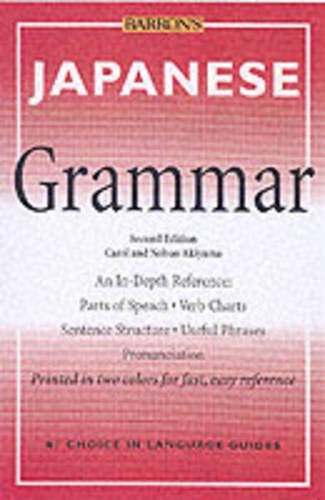 BARRON'S
JAPANESE
Grammar
Second Edition
Carol and Nobuo Akiyama
An In-Depth Reference:
Parts of Speech • Verb Charts
Sentence Structure • Useful Phrases
Pronunciation
Printed in two colors for fast, easy reference
#1 CHOICE IN LANGUAGE GUIDES